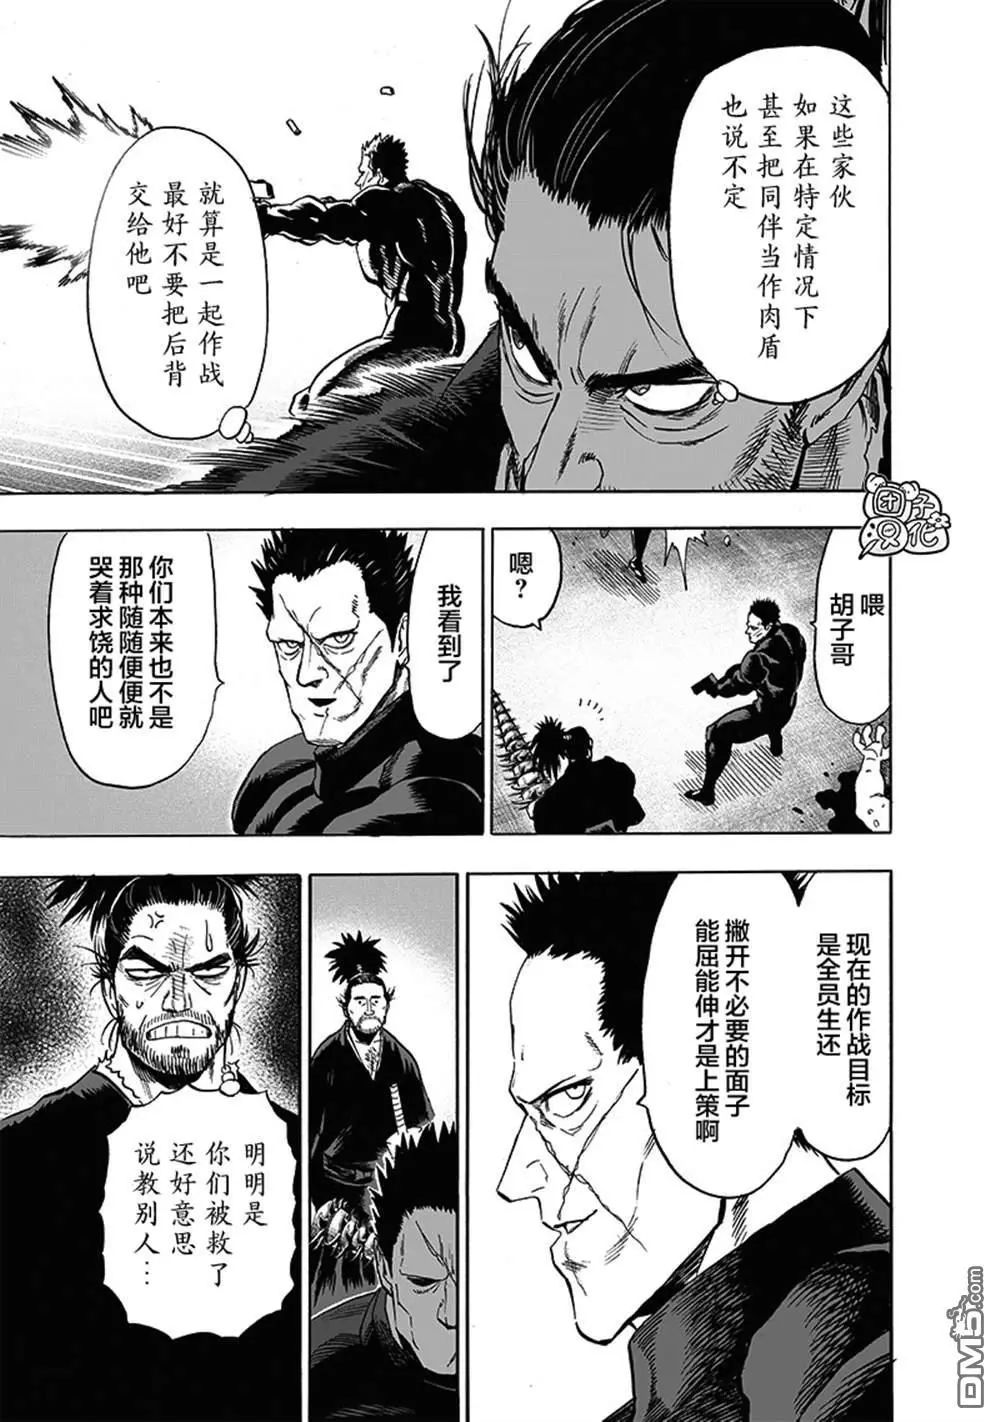 这些家伙
如果在特定情况下
甚至把同伴当作肉盾
也说不定
就算是一起作战
最好不要把后背
交给他吧
喂
胡子哥
嗯?
我看到了
你们本来也不是
那种随随便便就
哭着求饶的人吧
现在的作战目标
是全员生还
撇开不必要的面子
能屈能伸才是上策啊
明明是
你们被救了
还好意思
说教别人…
团子
汉化
DM5.com